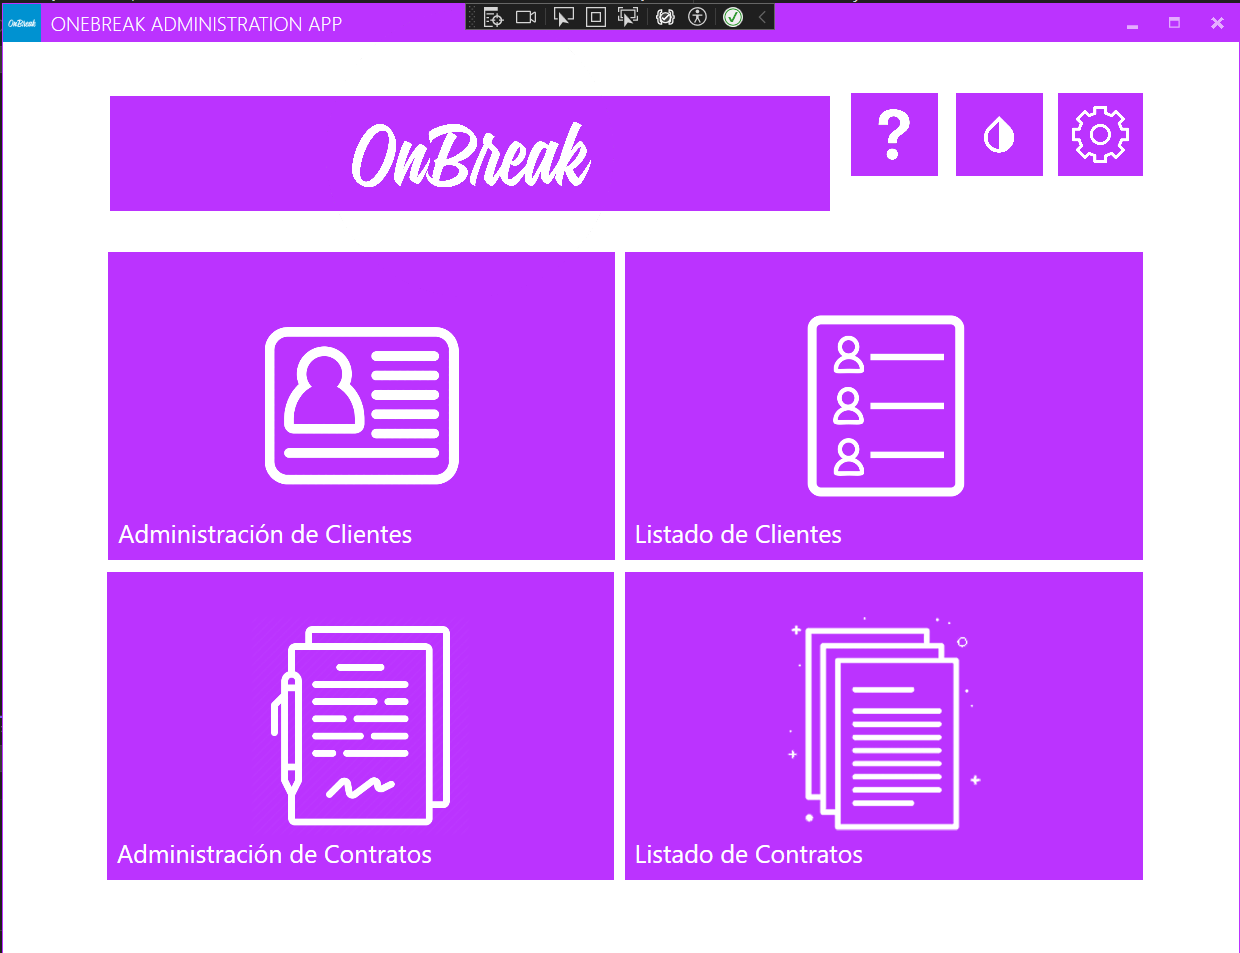 OnBreak
ONEBREAK ADMINISTRATION APP
OnBreak
?
Administración de Clientes
Listado de Clientes
Administración de Contratos
Listado de Contratos